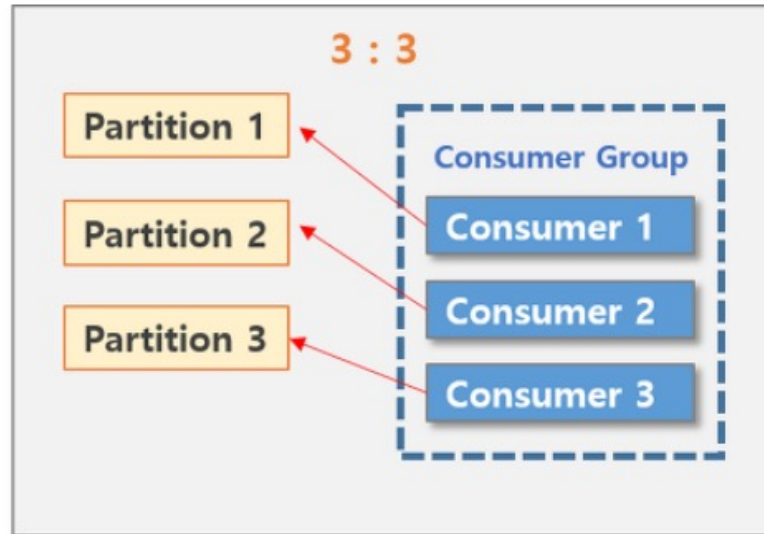 3 : 3
Partition 1
Partition 2
Partition 3
Consumer Group
Consumer 1
Consumer 2
Consumer 3